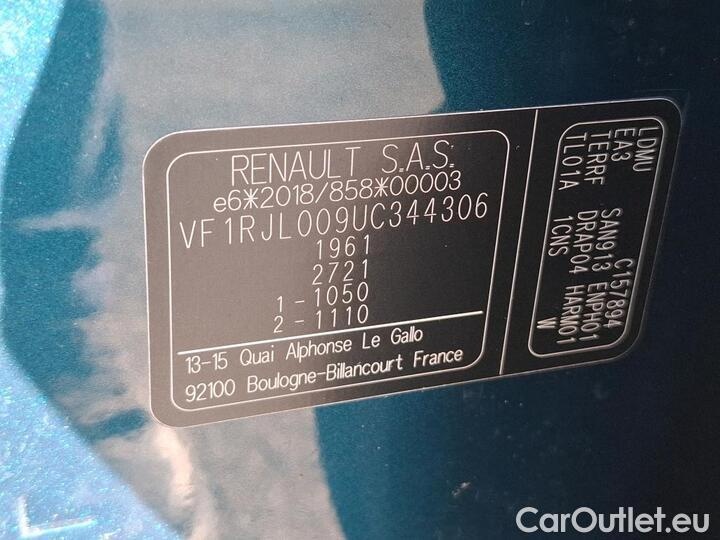 RENAULT S.A.S.
e6*2018/858*00003
VF1RJL009UC344306
1961
2721
1-1050
2-1110
13-15 Quai Alphonse Le Gallo
92100 Boulogne-Billancourt France
LDMU C157894
EA3 SAN913 ENPH01
TERRF DRAP04 HARM01
TL01A 1CNS W
CarOutlet.eu